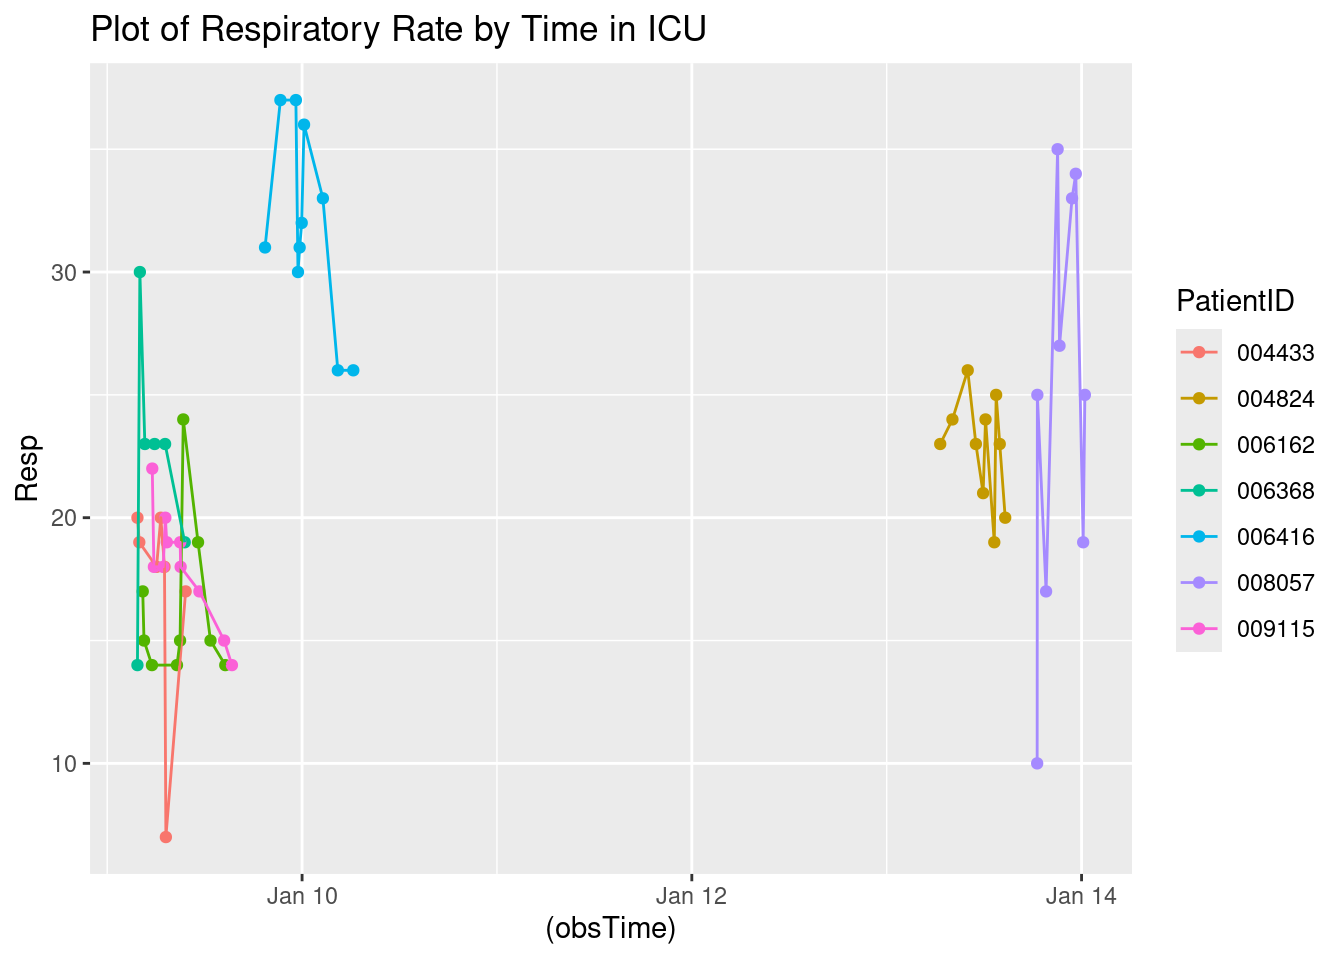 Plot of Respiratory Rate by Time in ICU
Resp
30
20
10
Jan 10
Jan 12
Jan 14
(obsTime)
PatientID
004433
004824
006162
006368
006416
008057
009115